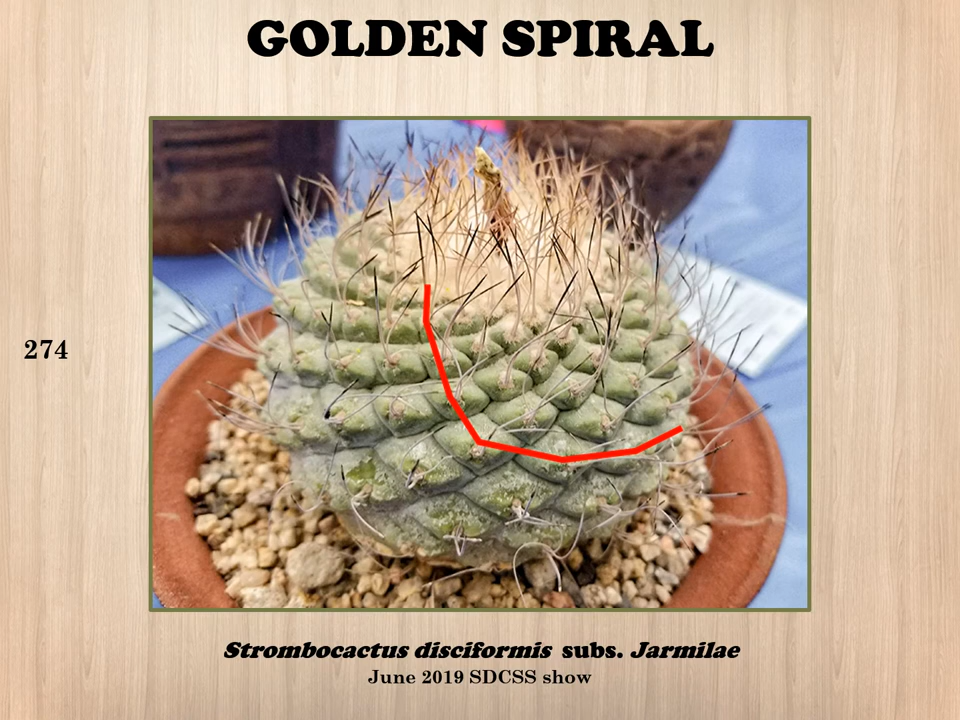 GOLDEN SPIRAL
274
Strombocactus disciformis subs. Jarmilae
June 2019 SDCSS show